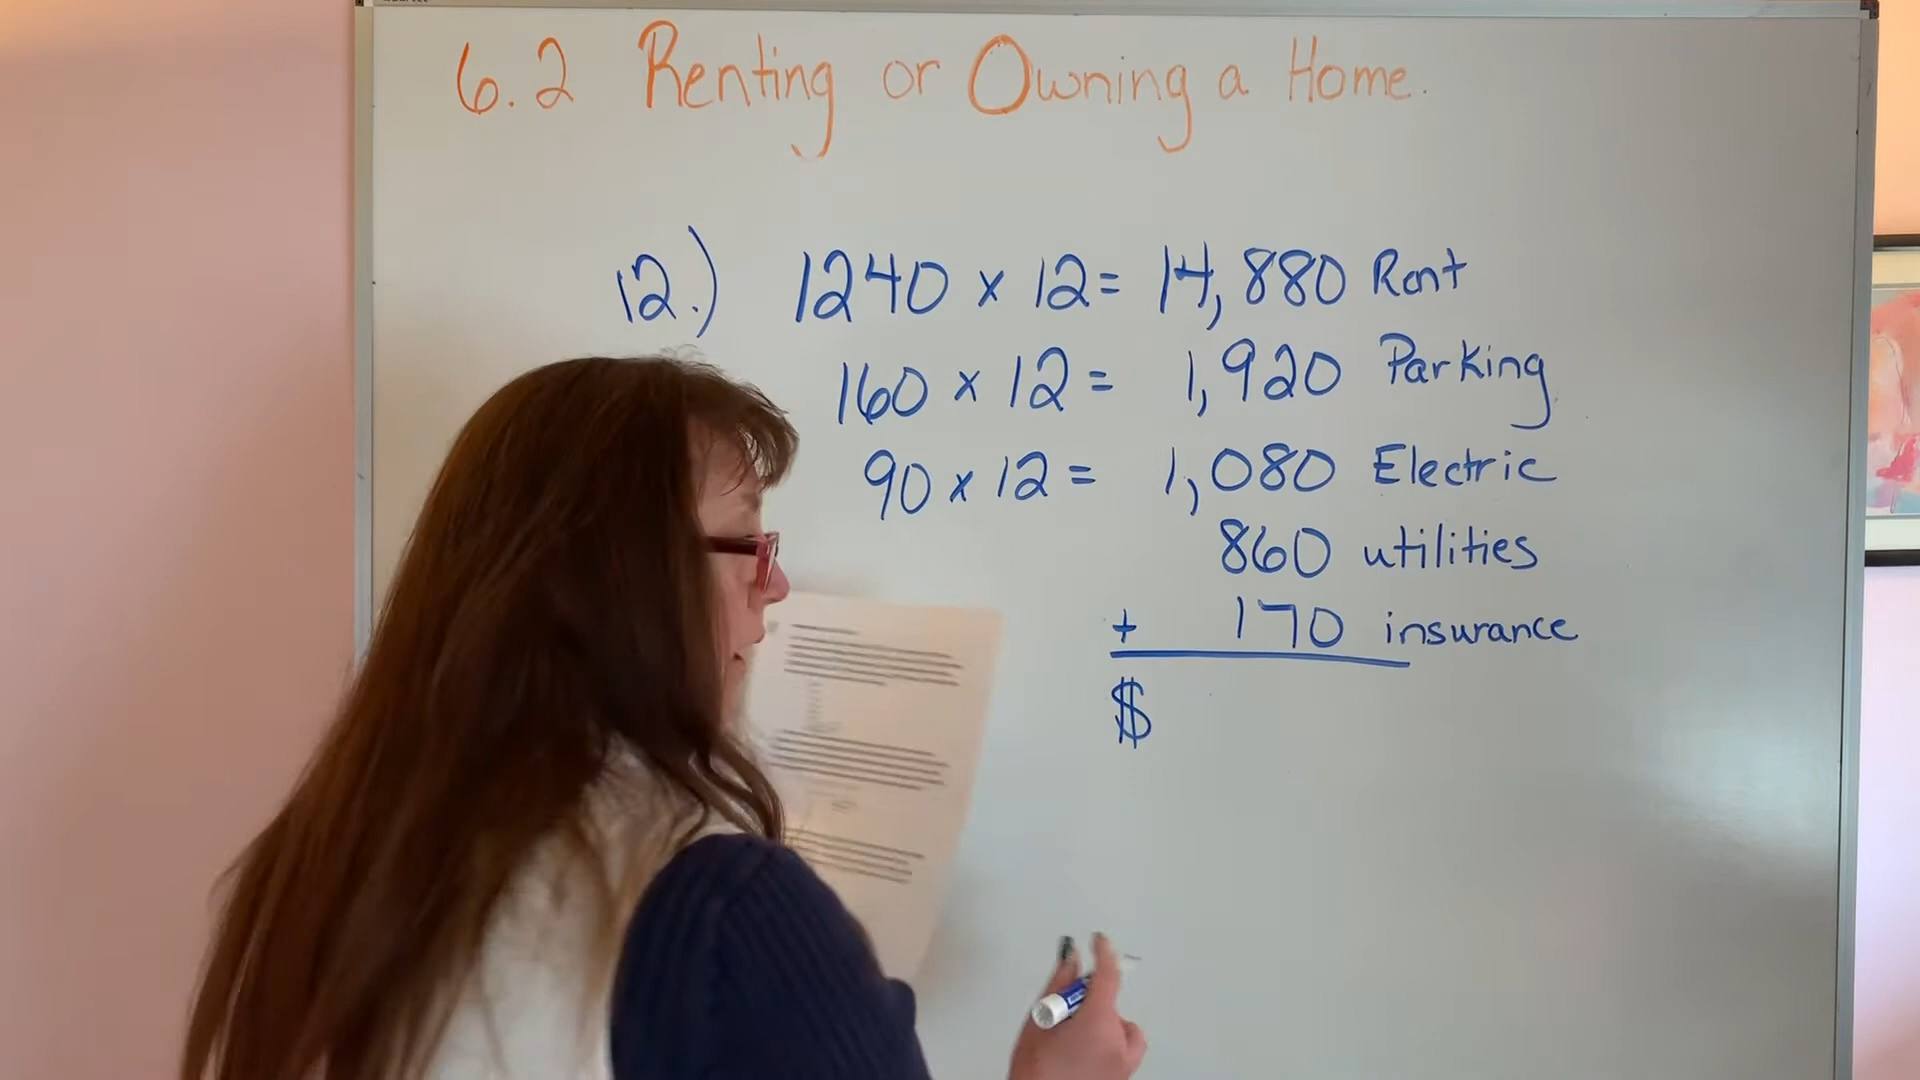 6.2 Renting or Owning a Home.
12.) 1240 x 12 = 14,880 Rent
160 x 12 = 1,920 Parking
90 x 12 = 1,080 Electric
860 utilities
+ 170 insurance
$